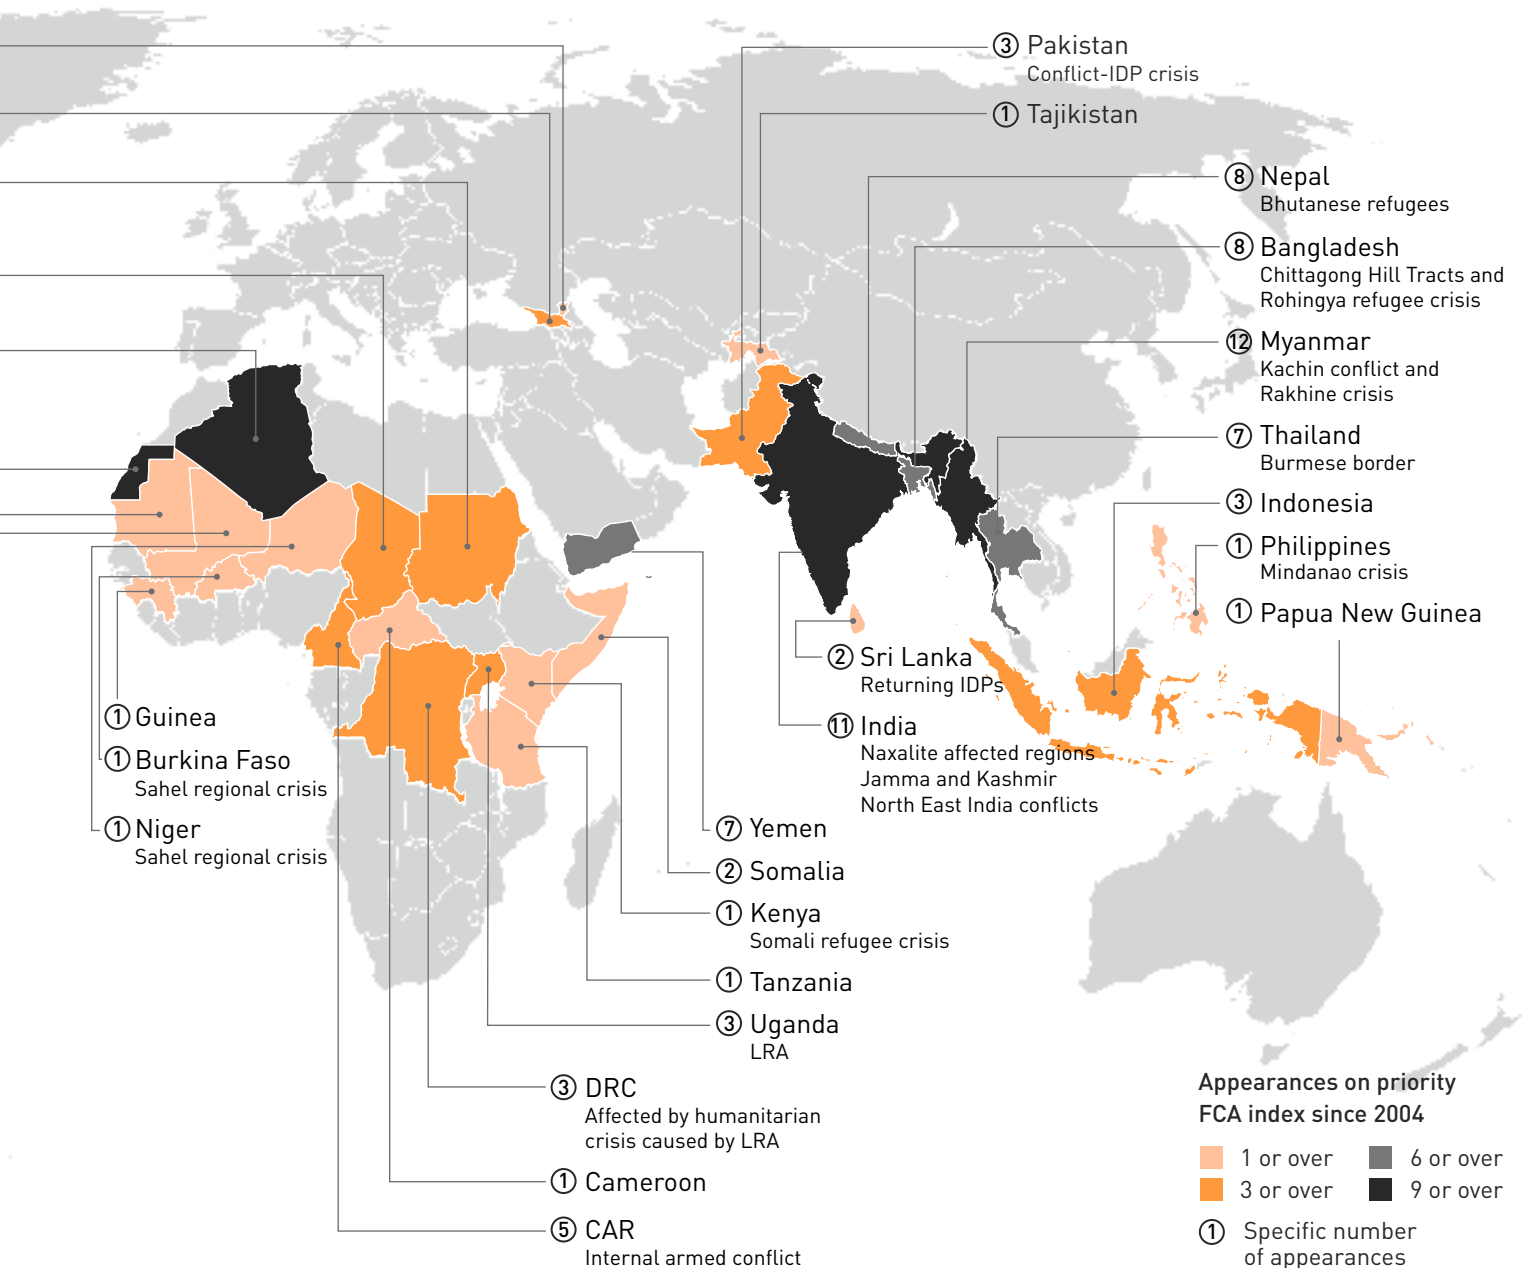 ③ Pakistan
Conflict-IDP crisis
① Tajikistan
⑧ Nepal
Bhutanese refugees
⑧ Bangladesh
Chittagong Hill Tracts and
Rohingya refugee crisis
⑫ Myanmar
Kachin conflict and
Rakhine crisis
⑦ Thailand
Burmese border
③ Indonesia
① Philippines
Mindanao crisis
① Papua New Guinea
② Sri Lanka
Returning IDPs
⑪ India
Naxalite affected regions
Jamma and Kashmir
North East India conflicts
① Guinea
① Burkina Faso
Sahel regional crisis
① Niger
Sahel regional crisis
⑦ Yemen
② Somalia
① Kenya
Somali refugee crisis
① Tanzania
③ Uganda
LRA
③ DRC
Affected by humanitarian
crisis caused by LRA
① Cameroon
⑤ CAR
Internal armed conflict
Appearances on priority
FCA index since 2004
1 or over
6 or over
3 or over
9 or over
① Specific number
of appearances